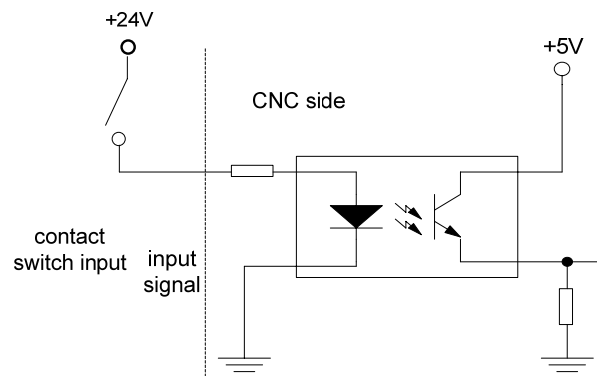 +24V
+5V
CNC side
contact
switch input
input
signal